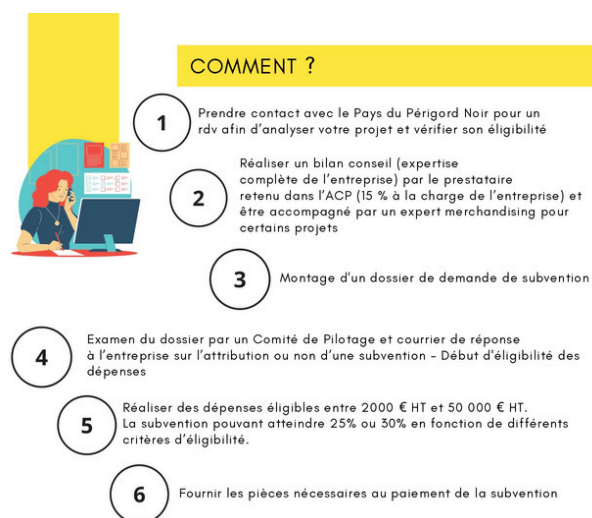 COMMENT ?
1
Prendre contact avec le Pays du Périgord Noir pour un
rdv afin d'analyser votre projet et vérifier son éligibilité
2
Réaliser un bilan conseil (expertise
complète de l'entreprise) par le prestataire
retenu dans l'ACP (15 % à la charge de l'entreprise) et
être accompagné par un expert merchandising pour
certains projets
3
Montage d'un dossier de demande de subvention
4
Examen du dossier par un Comité de Pilotage et courrier de réponse
à l'entreprise sur l'attribution ou non d'une subvention - Début d'éligibilité des
dépenses
5
Réaliser des dépenses éligibles entre 2000 € HT et 50 000 € HT.
La subvention pouvant atteindre 25% ou 30% en fonction de différents
critères d'éligibilité.
6
Fournir les pièces nécessaires au paiement de la subvention